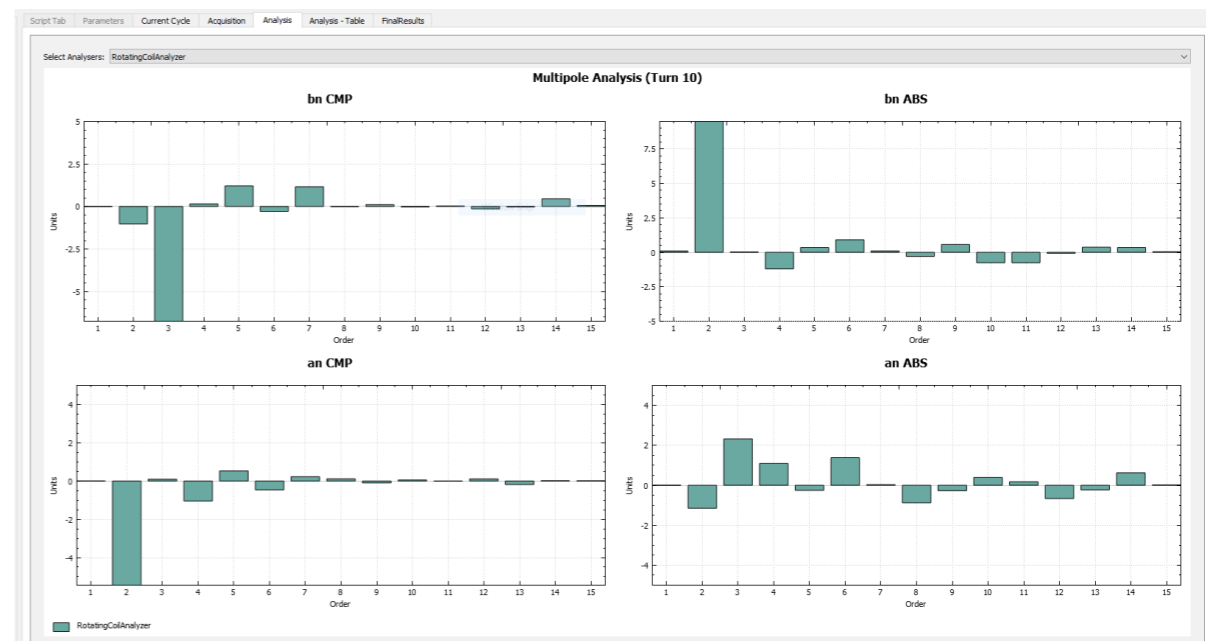 Script Tab Parameters Current Cycle Acquisition Analysis Analysis - Table FinalResults
Select Analysers: RotatingCoilAnalyzer
Multipole Analysis (Turn 10)
bn CMP
5
2.5
0
-2.5
-5
Units
1 2 3 4 5 6 7 8 9 10 11 12 13 14 15
Order
bn ABS
7.5
5
2.5
0
-2.5
-5
Units
1 2 3 4 5 6 7 8 9 10 11 12 13 14 15
Order
an CMP
4
2
0
-2
-4
Units
1 2 3 4 5 6 7 8 9 10 11 12 13 14 15
Order
an ABS
4
2
0
-2
-4
Units
1 2 3 4 5 6 7 8 9 10 11 12 13 14 15
Order
RotatingCoilAnalyzer